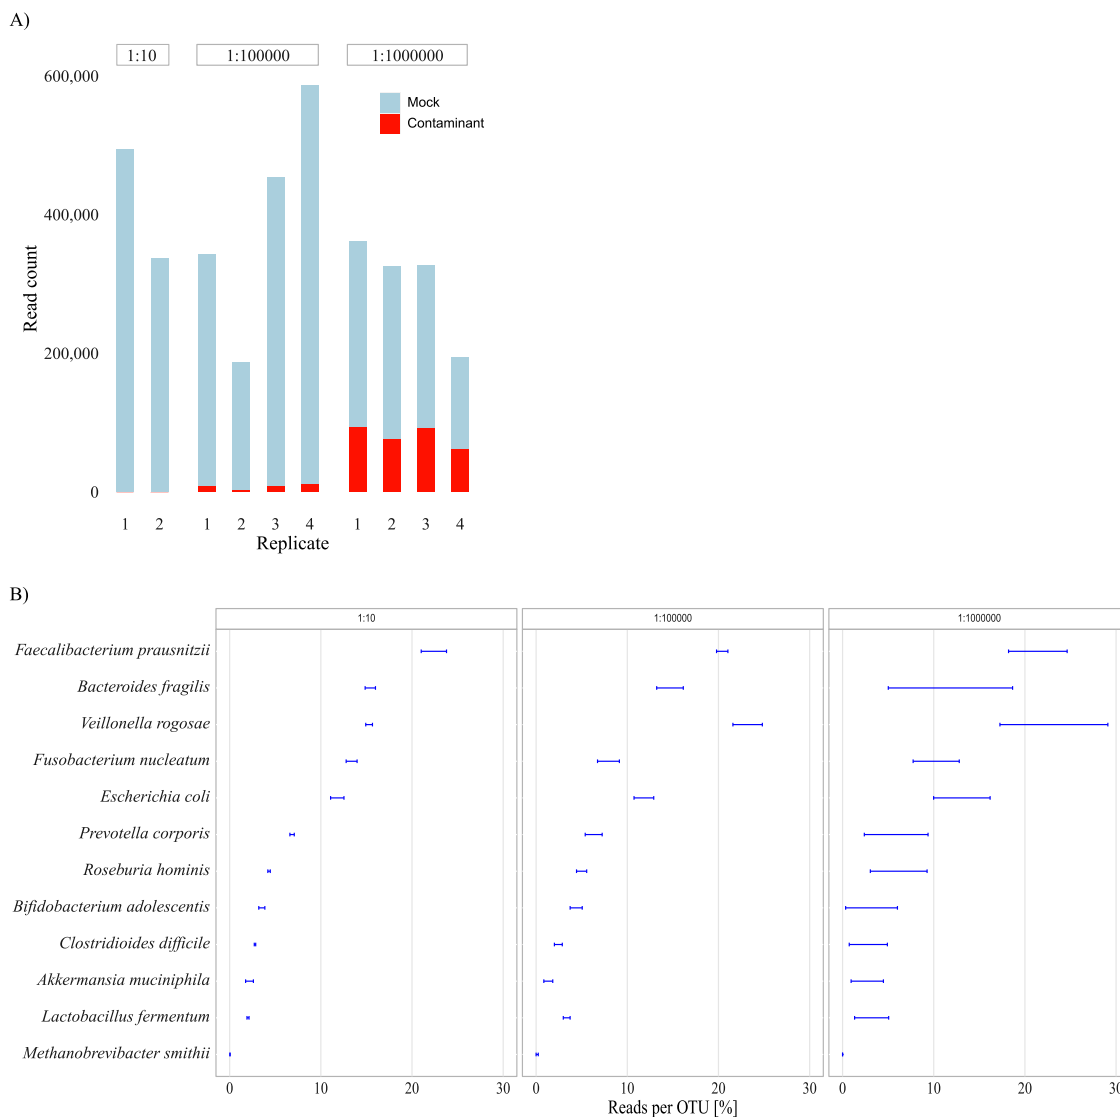 A)
1:10 1:100000 1:1000000
600,000
Mock
Contaminant
400,000
Read count
200,000
0
1 2 1 2 3 4 1 2 3 4
Replicate
B)
1:10 1:100000 1:1000000
Faecalibacterium prausnitzii
Bacteroides fragilis
Veillonella rogosae
Fusobacterium nucleatum
Escherichia coli
Prevotella corporis
Roseburia hominis
Bifidobacterium adolescentis
Clostridioides difficile
Akkermansia muciniphila
Lactobacillus fermentum
Methanobrevibacter smithii
0 10 20 30 0 10 20 30 0 10 20 30
Reads per OTU [%]